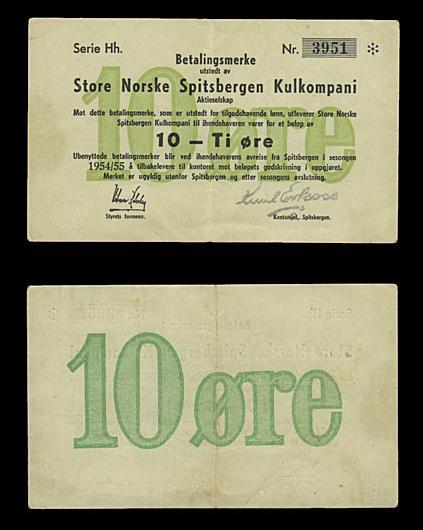 Serie Hh.
Nr. 3951 *
Betalingsmerke
utstedt av
Store Norske Spitsbergen Kulkompani
Aktieselskap
Mot dette betalingsmerke, som er utstedt for tilgodehavende lønn, utleverer Store Norske
Spitsbergen Kulkompani til ihendehaveren varer for et beløp av
10 — Ti øre
Ubenyttede betalingsmerker blir ved ihendehaverens avreise fra Spitsbergen i sesongen
1954/55 å tilbakelevere til kontoret mot beløpets godskrivning i oppgjøret.
Merket er ugyldig utenfor Spitsbergen og etter sesongens avslutning.
Styrets formann.
Kontorsjef, Spitsbergen.
10 øre
10 øre